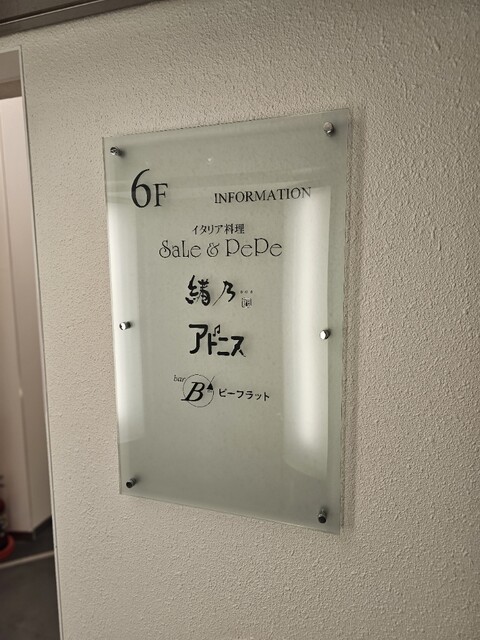 6F INFORMATION
イタリア料理
SaLe & PePe
乃
アドニス
bar B ビーフラット